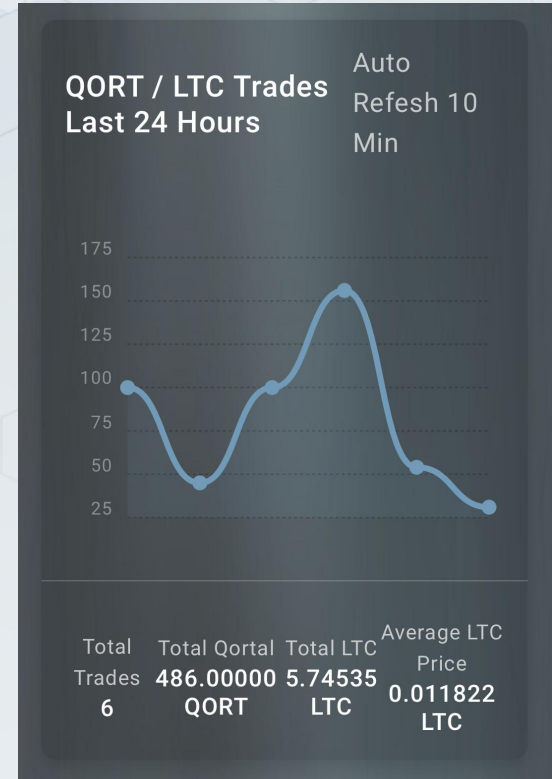 QORT / LTC Trades
Last 24 Hours
Auto
Refesh 10
Min
175
150
125
100
75
50
25
Total
Trades
6
Total Qortal
486.00000
QORT
Total LTC
5.74535
LTC
Average LTC
Price
0.011822
LTC